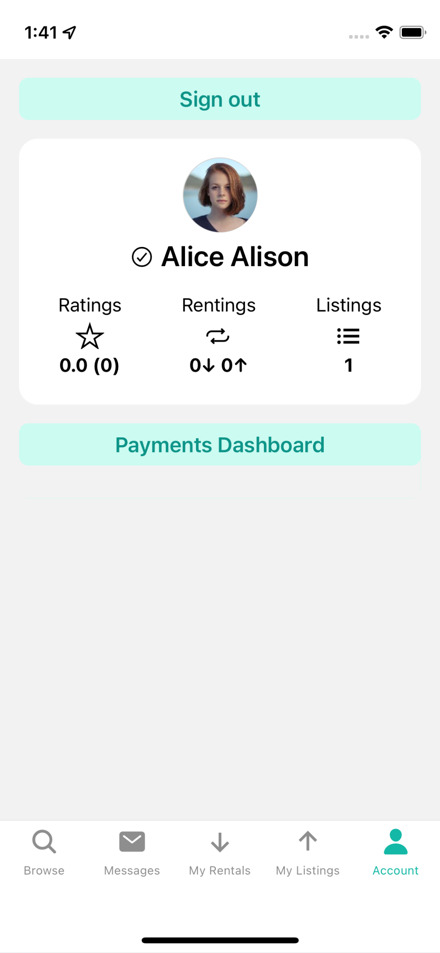 1:41
Sign out
Alice Alison
Ratings Rentings Listings
0.0 (0) 0↓ 0↑ 1
Payments Dashboard
Browse Messages My Rentals My Listings Account